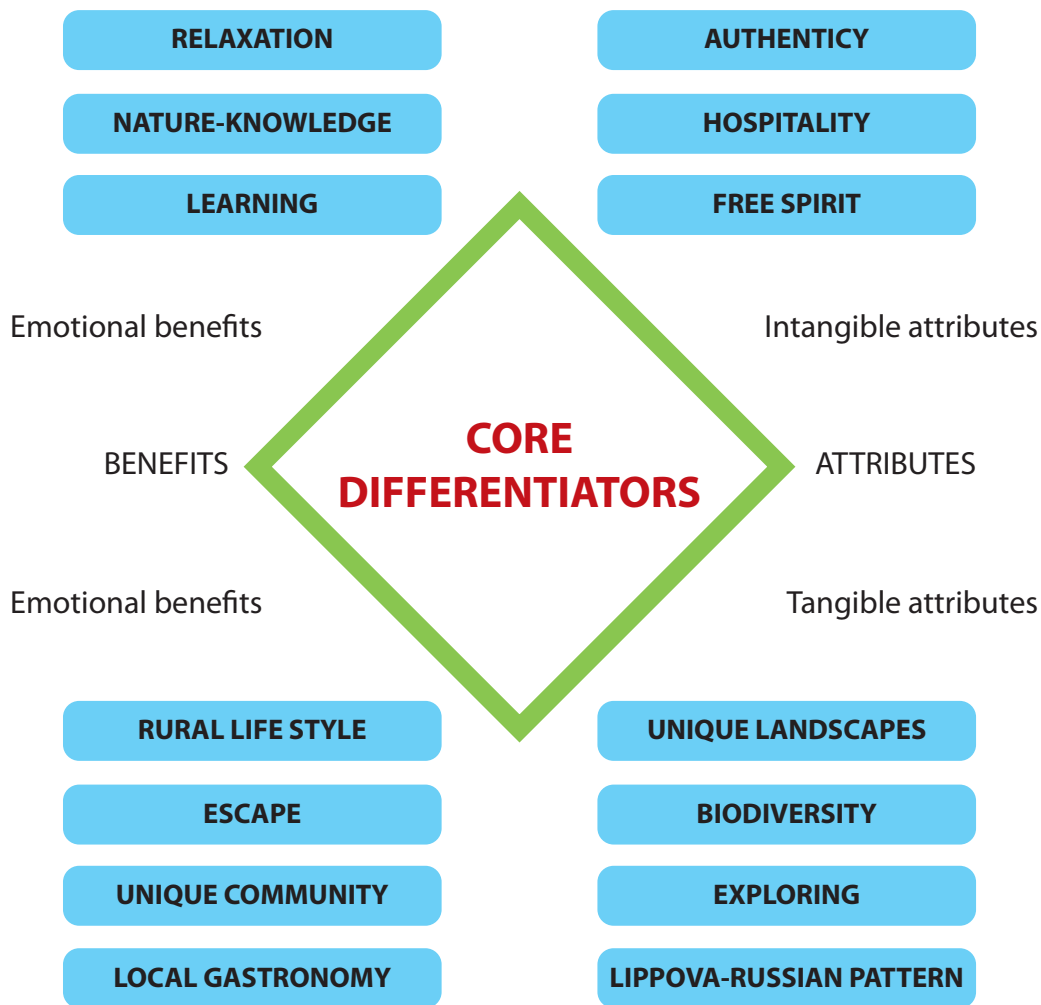 RELAXATION
AUTHENTICY
NATURE-KNOWLEDGE
HOSPITALITY
LEARNING
FREE SPIRIT
Emotional benefits
Intangible attributes
CORE
DIFFERENTIATORS
BENEFITS
ATTRIBUTES
Emotional benefits
Tangible attributes
RURAL LIFE STYLE
UNIQUE LANDSCAPES
ESCAPE
BIODIVERSITY
UNIQUE COMMUNITY
EXPLORING
LOCAL GASTRONOMY
LIPPOVA-RUSSIAN PATTERN